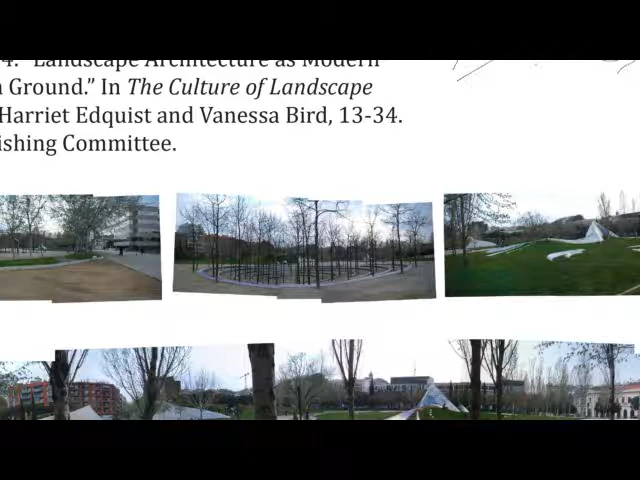 4. "Landscape Architecture as Modern
Ground." In The Culture of Landscape
Harriet Edquist and Vanessa Bird, 13-34.
ishing Committee.